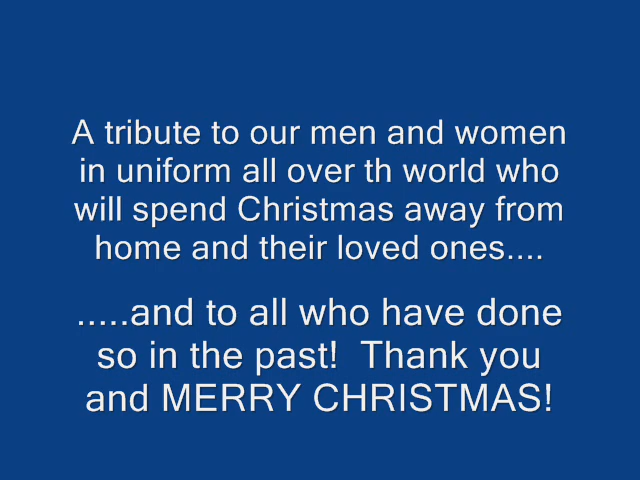 A tribute to our men and women
in uniform all over th world who
will spend Christmas away from
home and their loved ones....
.....and to all who have done
so in the past!  Thank you
and MERRY CHRISTMAS!